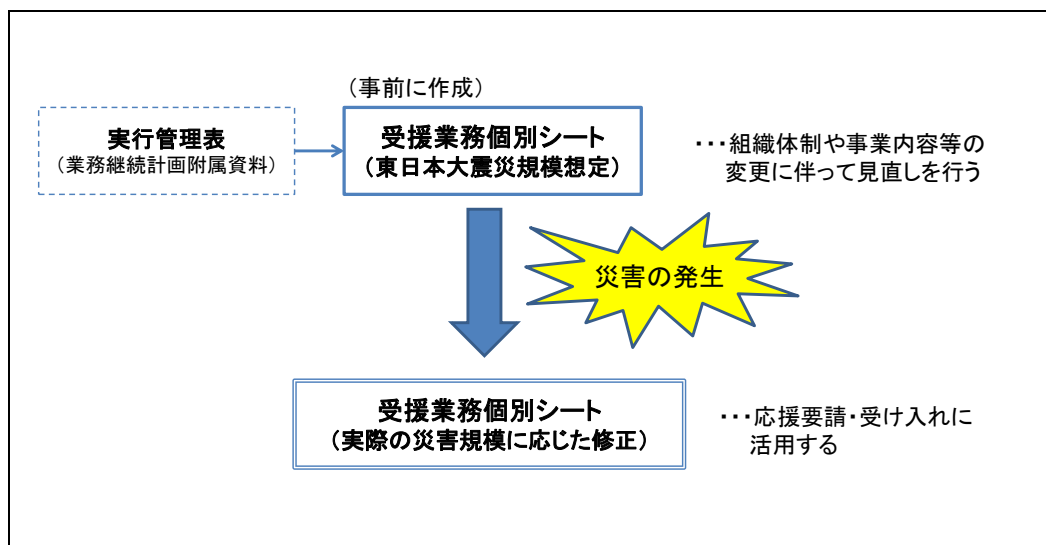 （事前に作成）
実行管理表
（業務継続計画附属資料）
受援業務個別シート
（東日本大震災規模想定）
・・・組織体制や事業内容等の
変更に伴って見直しを行う
災害の発生
受援業務個別シート
（実際の災害規模に応じた修正）
・・・応援要請・受け入れに
活用する